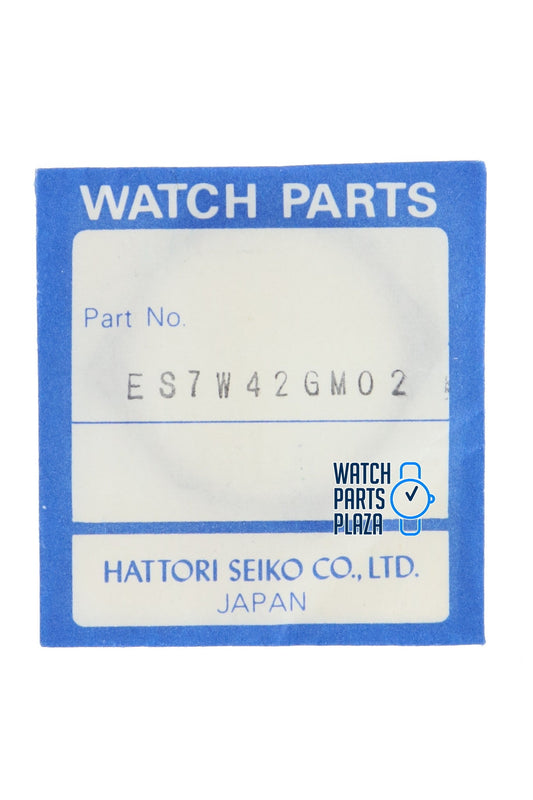 WATCH PARTS
Part No.
ES7W42GM02
WATCH
PARTS
PLAZA
HATTORI SEIKO CO., LTD.
JAPAN